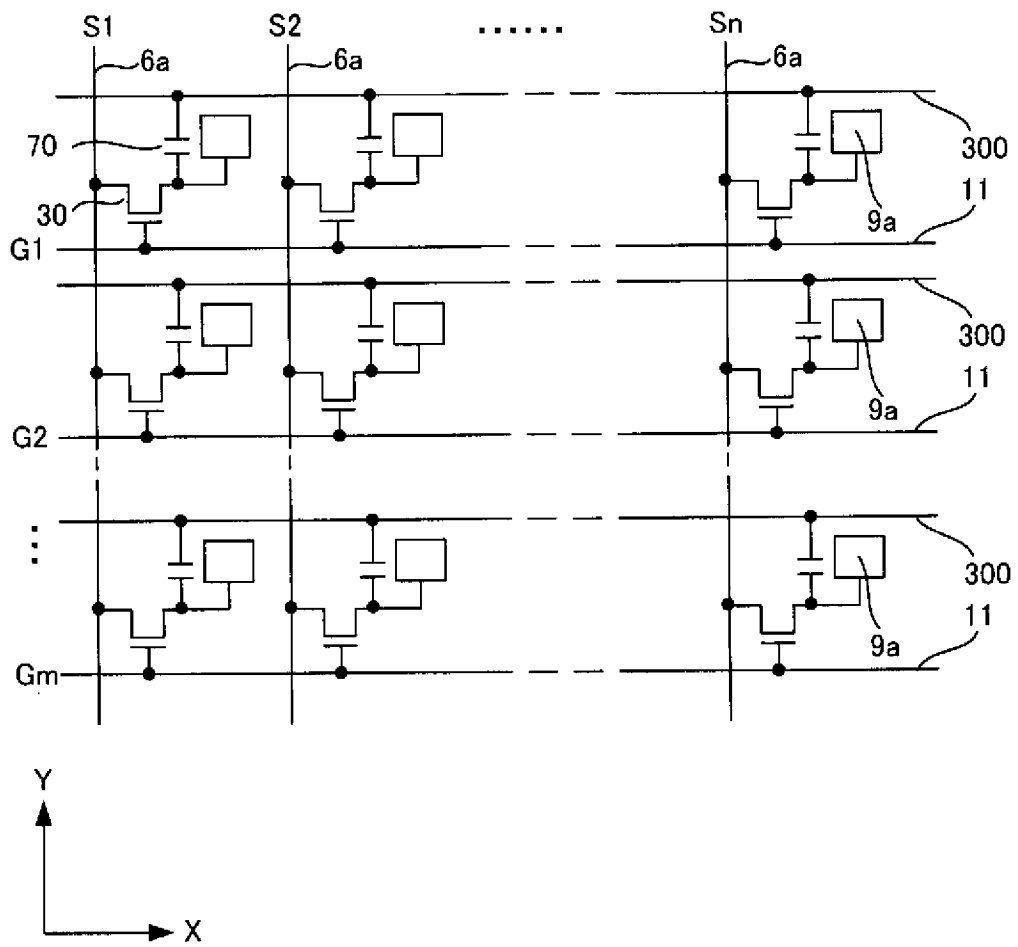 S1 S2 ...... Sn
6a 6a 6a
70
300
30
11
9a
G1
300
11
9a
G2
...
300
11
9a
Gm
Y
X